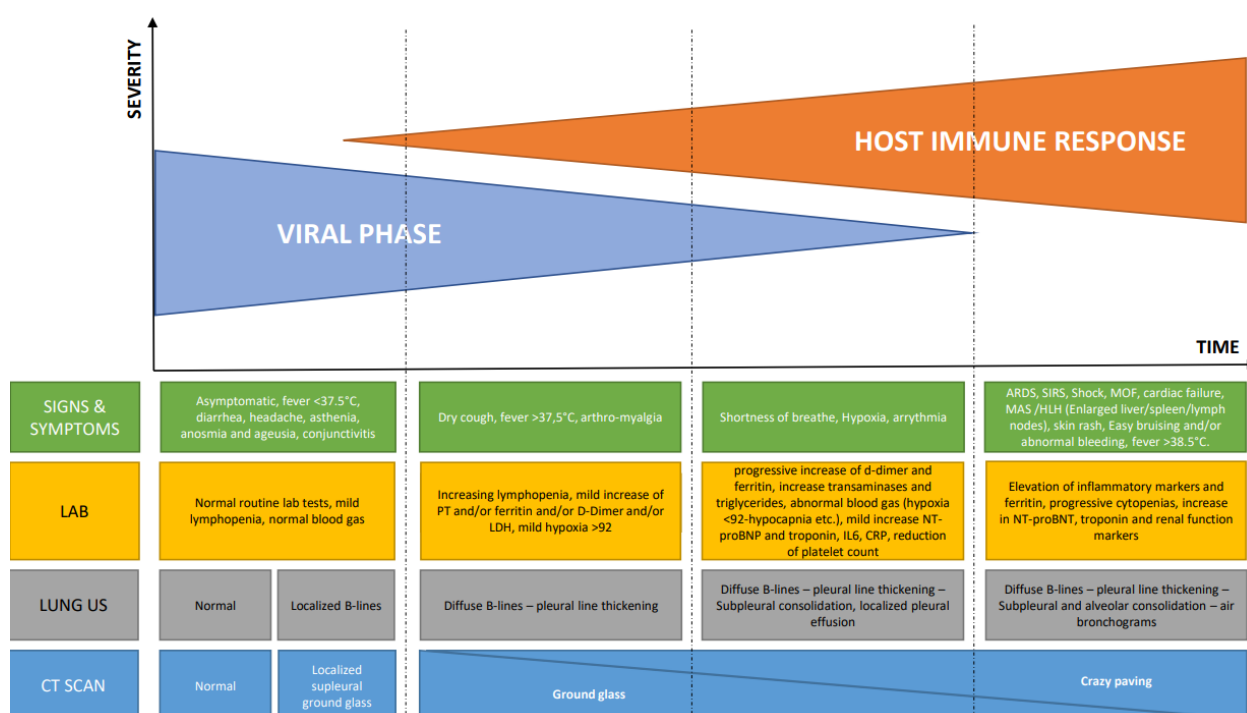 SEVERITY
HOST IMMUNE RESPONSE
VIRAL PHASE
TIME
SIGNS &
SYMPTOMS
Asymptomatic, fever <37.5°C,
diarrhea, headache, asthenia,
anosmia and ageusia, conjunctivitis
Dry cough, fever >37,5°C, arthro-myalgia
Shortness of breathe, Hypoxia, arrythmia
ARDS, SIRS, Shock, MOF, cardiac failure,
MAS /HLH (Enlarged liver/spleen/lymph
nodes), skin rash, Easy bruising and/or
abnormal bleeding, fever >38.5°C.
LAB
Normal routine lab tests, mild
lymphopenia, normal blood gas
Increasing lymphopenia, mild increase of
PT and/or ferritin and/or D-Dimer and/or
LDH, mild hypoxia >92
progressive increase of d-dimer and
ferritin, increase transaminases and
triglycerides, abnormal blood gas (hypoxia
<92-hypocapnia etc.), mild increase NT-
proBNP and troponin, IL6, CRP, reduction
of platelet count
Elevation of inflammatory markers and
ferritin, progressive cytopenias, increase
in NT-proBNT, troponin and renal function
markers
LUNG US
Normal
Localized B-lines
Diffuse B-lines – pleural line thickening
Diffuse B-lines – pleural line thickening –
Subpleural consolidation, localized pleural
effusion
Diffuse B-lines – pleural line thickening –
Subpleural and alveolar consolidation – air
bronchograms
CT SCAN
Normal
Localized
supleural
ground glass
Ground glass
Crazy paving